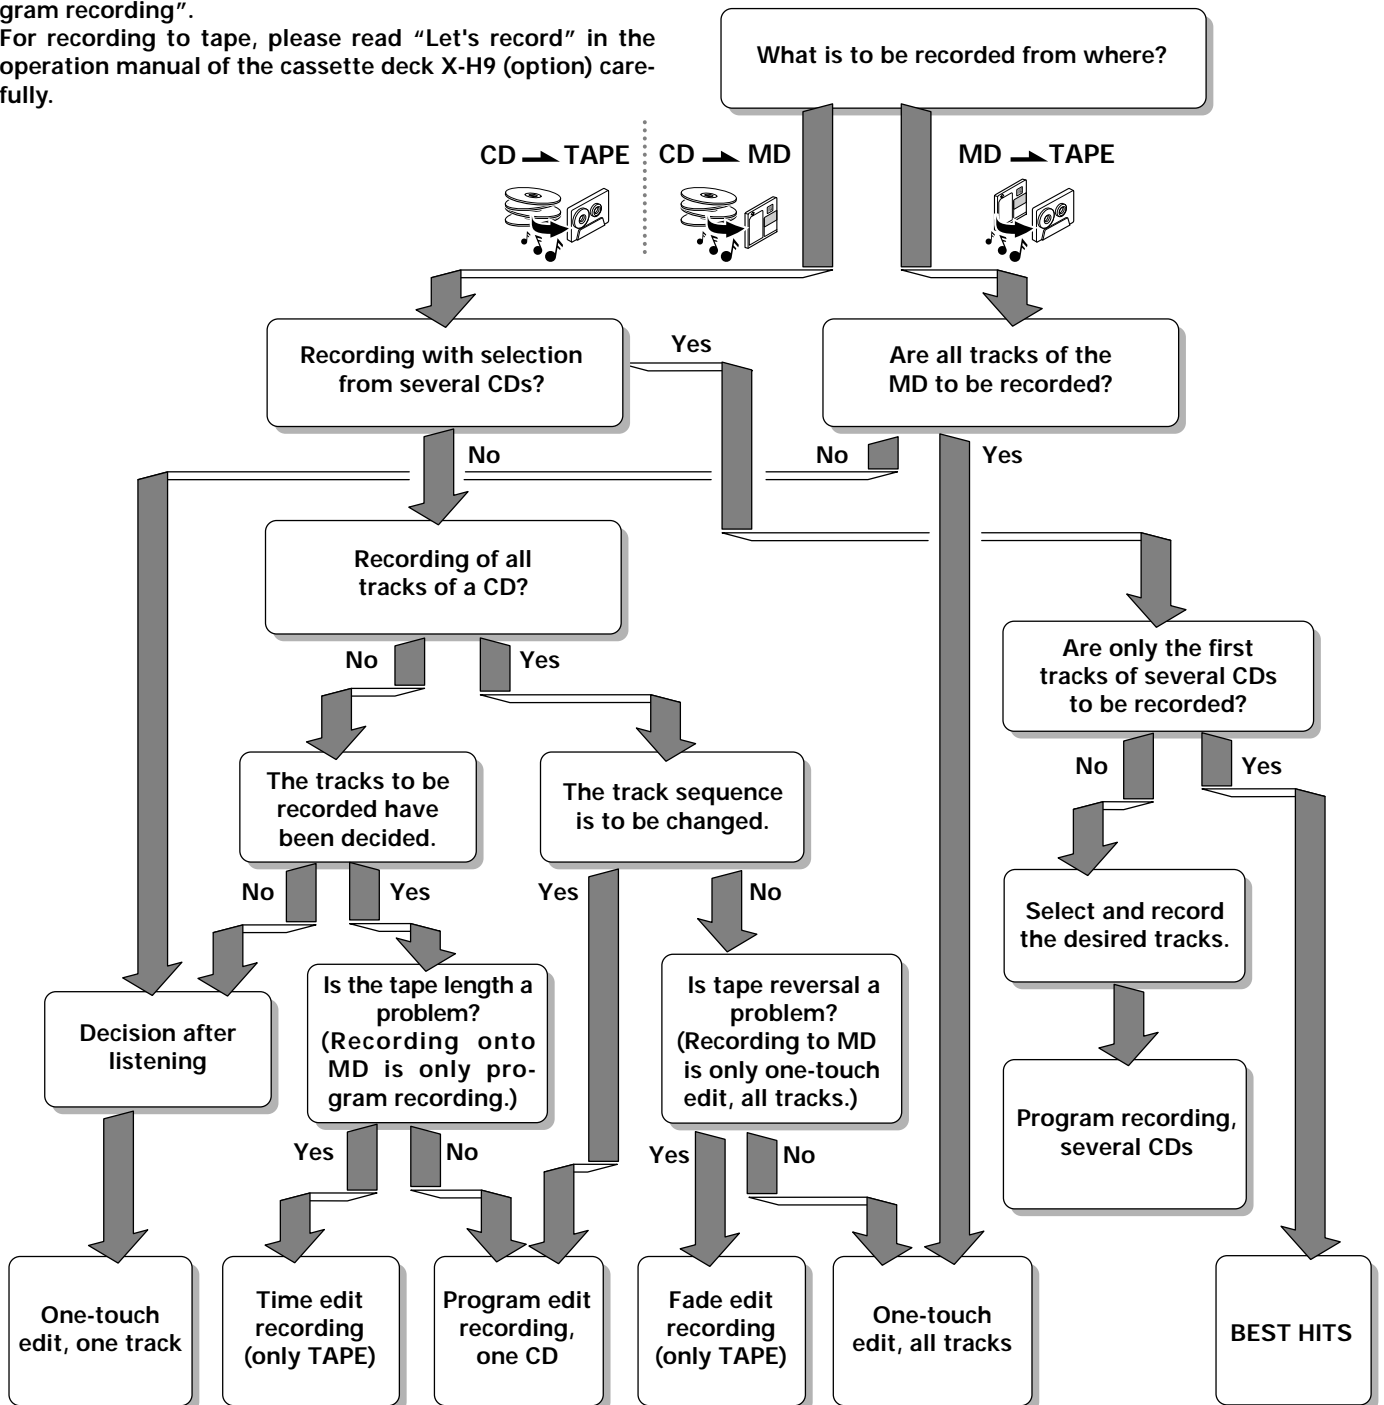 gram recording".
For recording to tape, please read "Let's record" in the
operation manual of the cassette deck X-H9 (option) care-
fully.
What is to be recorded from where?
CD → TAPE
CD → MD
MD → TAPE
Recording with selection
from several CDs?
Yes
Are all tracks of the
MD to be recorded?
No
No
Yes
Recording of all
tracks of a CD?
No
Yes
Are only the first
tracks of several CDs
to be recorded?
No
Yes
The tracks to be
recorded have
been decided.
The track sequence
is to be changed.
No
Yes
Yes
No
Select and record
the desired tracks.
Decision after
listening
Is the tape length a
problem?
(Recording onto
MD is only pro-
gram recording.)
Is tape reversal a
problem?
(Recording to MD
is only one-touch
edit, all tracks.)
Program recording,
several CDs
Yes
No
Yes
No
One-touch
edit, one track
Time edit
recording
(only TAPE)
Program edit
recording,
one CD
Fade edit
recording
(only TAPE)
One-touch
edit, all tracks
BEST HITS